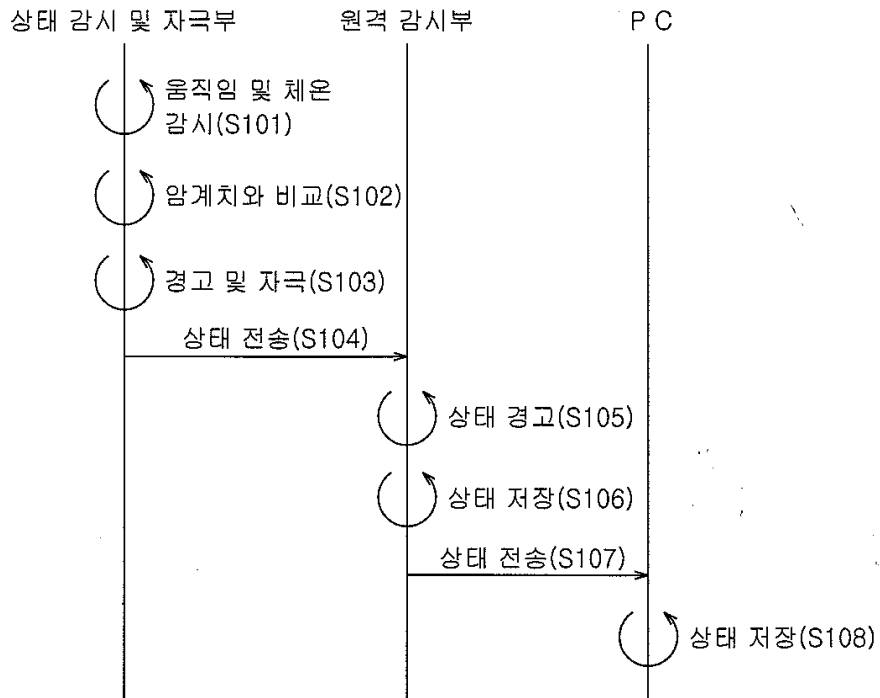 상태 감시 및 자극부
원격 감시부
P C
움직임 및 체온
감시(S101)
암계치와 비교(S102)
경고 및 자극(S103)
상태 전송(S104)
상태 경고(S105)
상태 저장(S106)
상태 전송(S107)
상태 저장(S108)